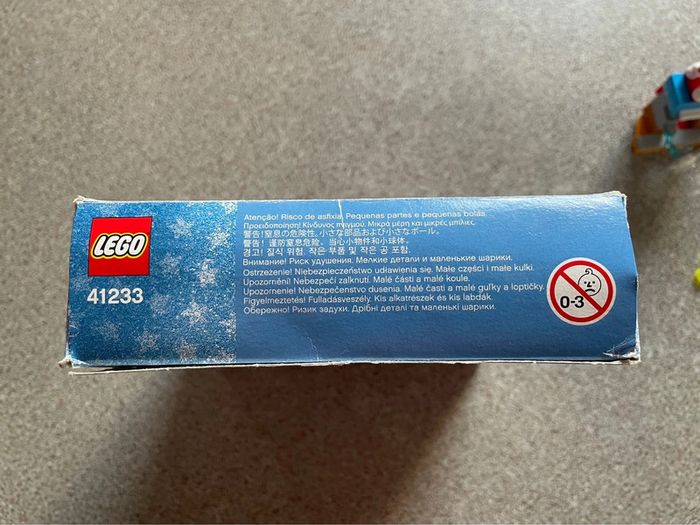 LEGO
41233
Atenção! Risco de asfixia. Pequenas partes e pequenas bolas.
Προειδοποίηση! Κίνδυνος πνιγμού. Μικρά μέρη και μικρές μπίλιες.
警告!窒息の危険性。小さな部品および小さなボール。
警告! 谨防窒息危险。当心小物件和小球体。
경고! 질식 위험. 작은 부품 및 작은 공 포함.
Внимание! Риск удушения. Мелкие детали и маленькие шарики.
Ostrzeżenie! Niebezpieczeństwo udławienia się. Małe części i małe kulki.
Upozornění! Nebezpečí zalknutí. Malé části a malé koule.
Upozornenie! Nebezpečenstvo dusenia. Malé časti a malé guľky a loptičky.
Figyelmeztetés! Fulladásveszély. Kis alkatrészek és kis labdák.
Обережно! Ризик задухи. Дрібні деталі та маленькі шарики.
0-3